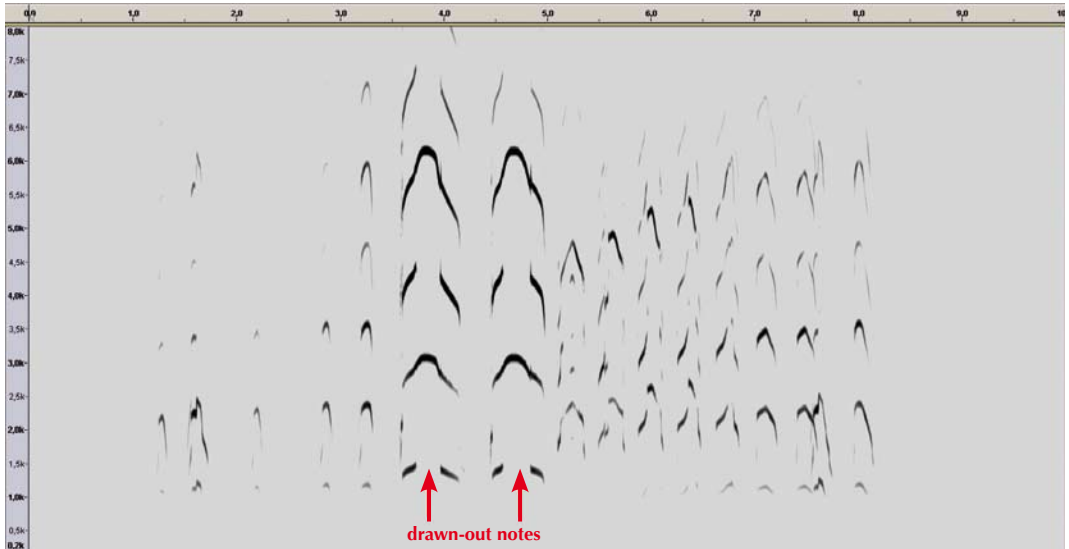 0,0 1,0 2,0 3,0 4,0 5,0 6,0 7,0 8,0 9,0 10
8,0k
7,5k
7,0k
6,5k
6,0k
5,5k
5,0k
4,5k
4,0k
3,5k
3,0k
2,5k
2,0k
1,5k
1,0k
0,5k
0,2k
drawn-out notes